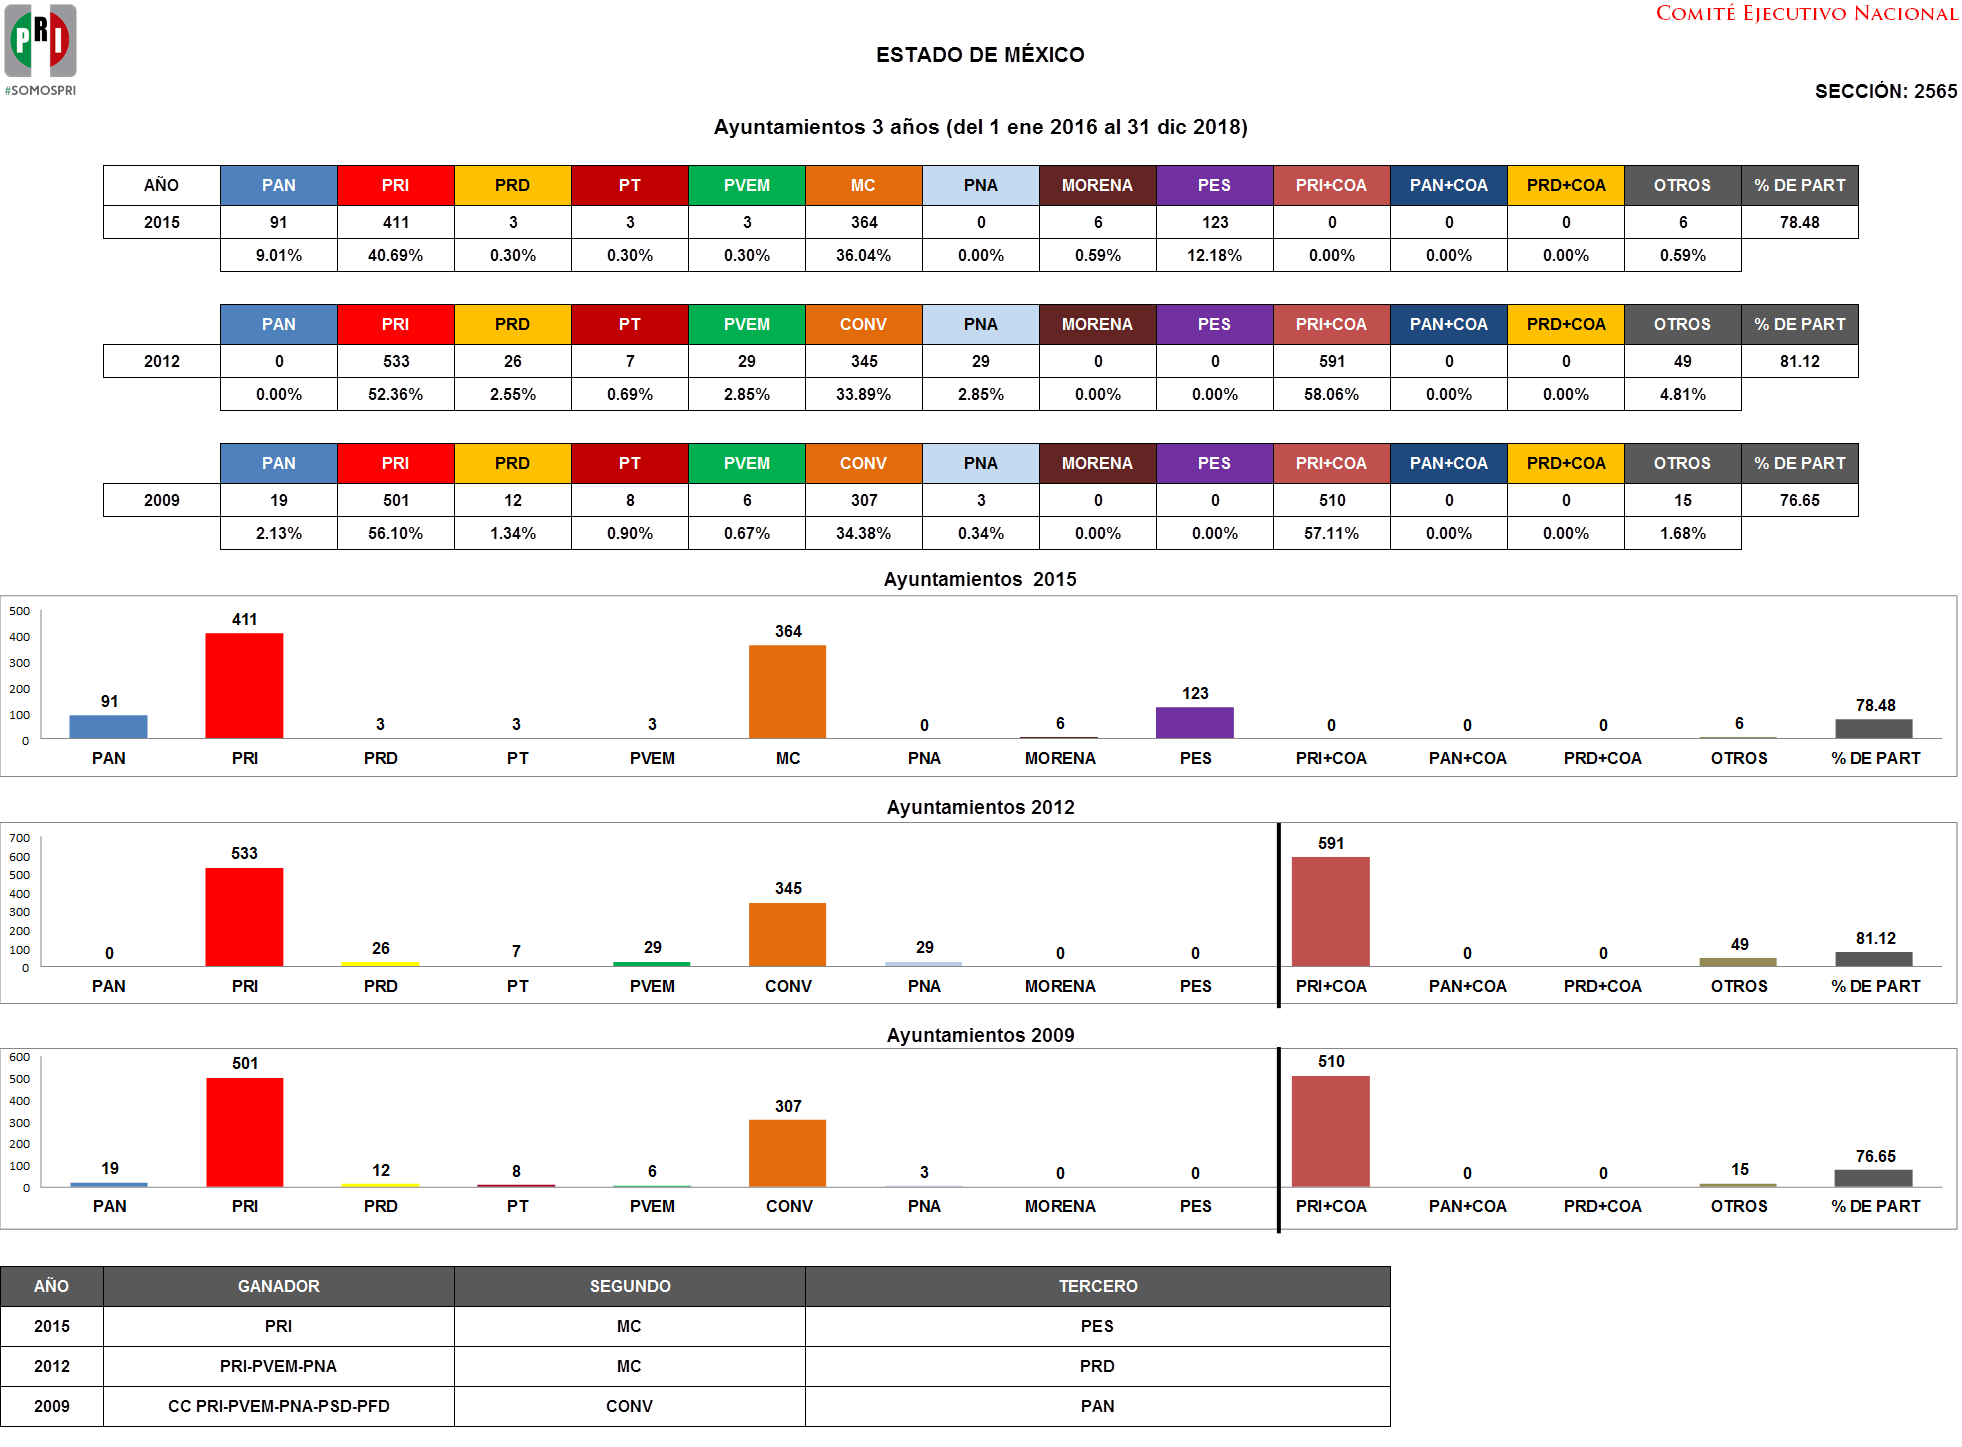 PRI
#SOMOSPRI
COMITÉ EJECUTIVO NACIONAL
ESTADO DE MÉXICO
SECCIÓN: 2565
Ayuntamientos 3 años (del 1 ene 2016 al 31 dic 2018)
AÑO PAN PRI PRD PT PVEM MC PNA MORENA PES PRI+COA PAN+COA PRD+COA OTROS % DE PART
2015 91 411 3 3 3 364 0 6 123 0 0 0 6 78.48
9.01% 40.69% 0.30% 0.30% 0.30% 36.04% 0.00% 0.59% 12.18% 0.00% 0.00% 0.00% 0.59%
PAN PRI PRD PT PVEM CONV PNA MORENA PES PRI+COA PAN+COA PRD+COA OTROS % DE PART
2012 0 533 26 7 29 345 29 0 0 591 0 0 49 81.12
0.00% 52.36% 2.55% 0.69% 2.85% 33.89% 2.85% 0.00% 0.00% 58.06% 0.00% 0.00% 4.81%
PAN PRI PRD PT PVEM CONV PNA MORENA PES PRI+COA PAN+COA PRD+COA OTROS % DE PART
2009 19 501 12 8 6 307 3 0 0 510 0 0 15 76.65
2.13% 56.10% 1.34% 0.90% 0.67% 34.38% 0.34% 0.00% 0.00% 57.11% 0.00% 0.00% 1.68%
Ayuntamientos 2015
500
400
300
200
100
0
91 411 3 3 3 364 0 6 123 0 0 0 6 78.48
PAN PRI PRD PT PVEM MC PNA MORENA PES PRI+COA PAN+COA PRD+COA OTROS % DE PART
Ayuntamientos 2012
700
600
500
400
300
200
100
0
0 533 26 7 29 345 29 0 0 591 0 0 49 81.12
PAN PRI PRD PT PVEM CONV PNA MORENA PES PRI+COA PAN+COA PRD+COA OTROS % DE PART
Ayuntamientos 2009
600
500
400
300
200
100
0
19 501 12 8 6 307 3 0 0 510 0 0 15 76.65
PAN PRI PRD PT PVEM CONV PNA MORENA PES PRI+COA PAN+COA PRD+COA OTROS % DE PART
AÑO GANADOR SEGUNDO TERCERO
2015 PRI MC PES
2012 PRI-PVEM-PNA MC PRD
2009 CC PRI-PVEM-PNA-PSD-PFD CONV PAN